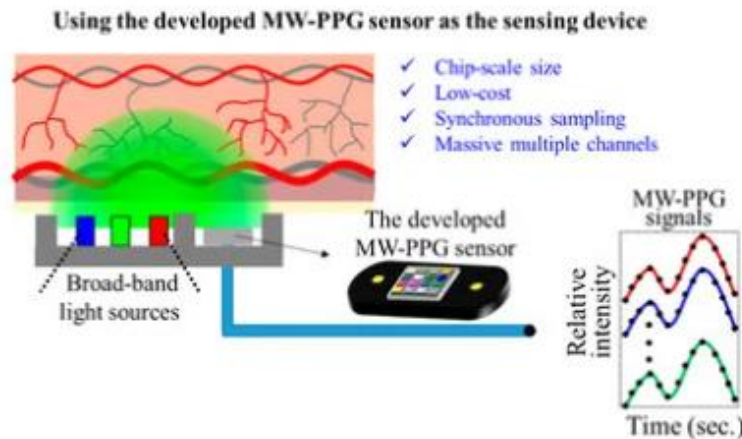 Using the developed MW-PPG sensor as the sensing device
✓ Chip-scale size
✓ Low-cost
✓ Synchronous sampling
✓ Massive multiple channels
The developed
MW-PPG sensor
Broad-band
light sources
MW-PPG
signals
Relative
intensity
Time (sec.)